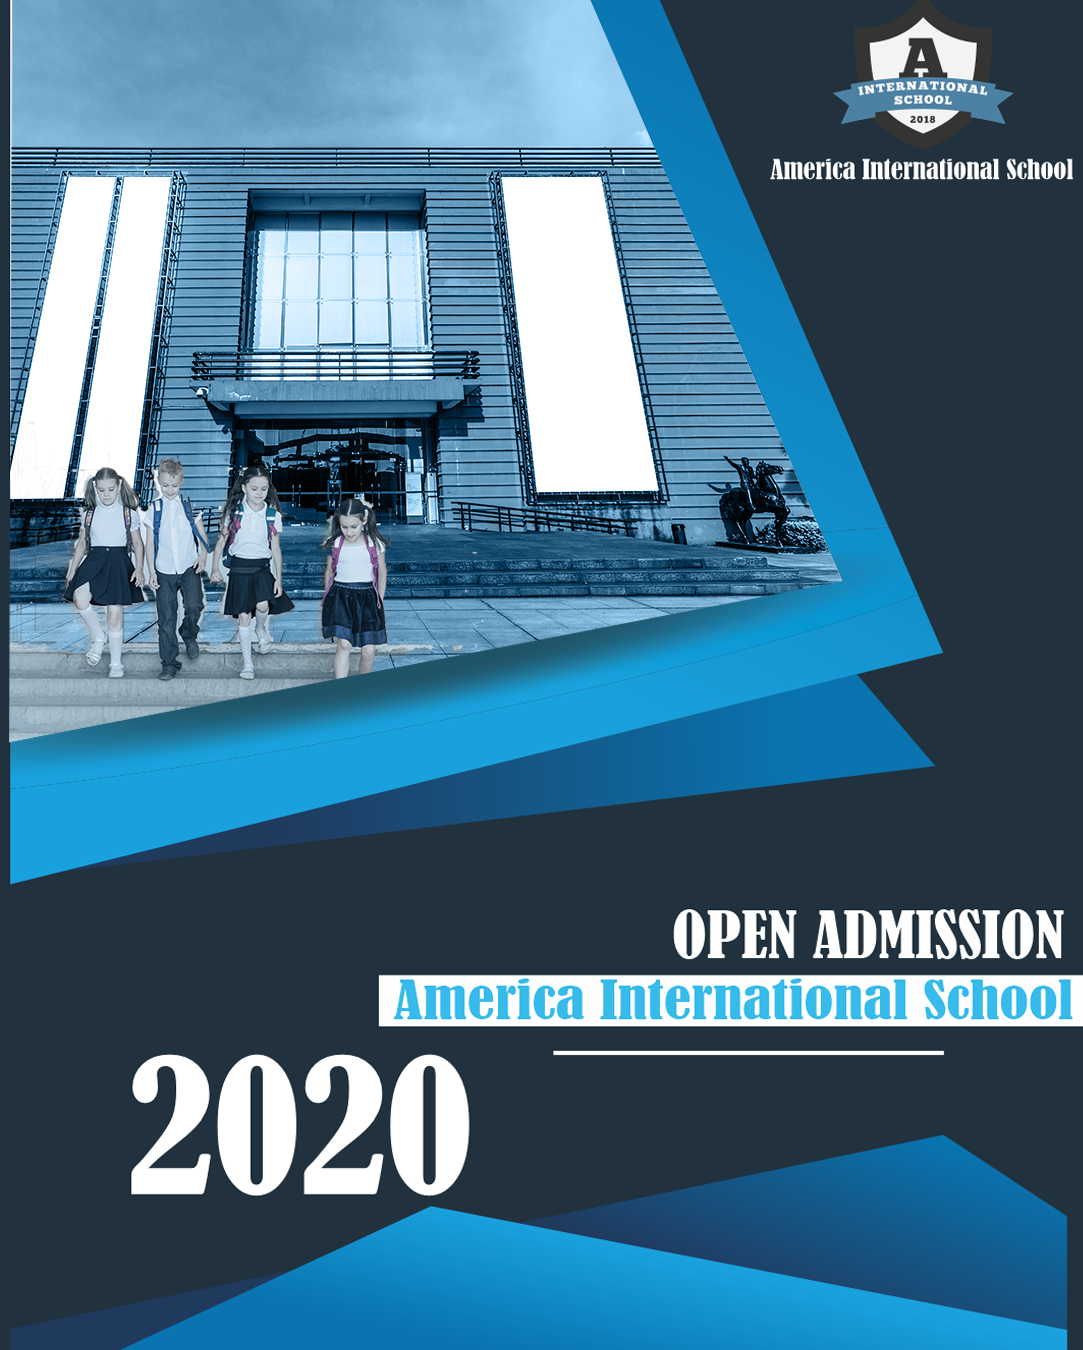 A
INTERNATIONAL
SCHOOL
2018
America International School
OPEN ADMISSION
America International School
2020